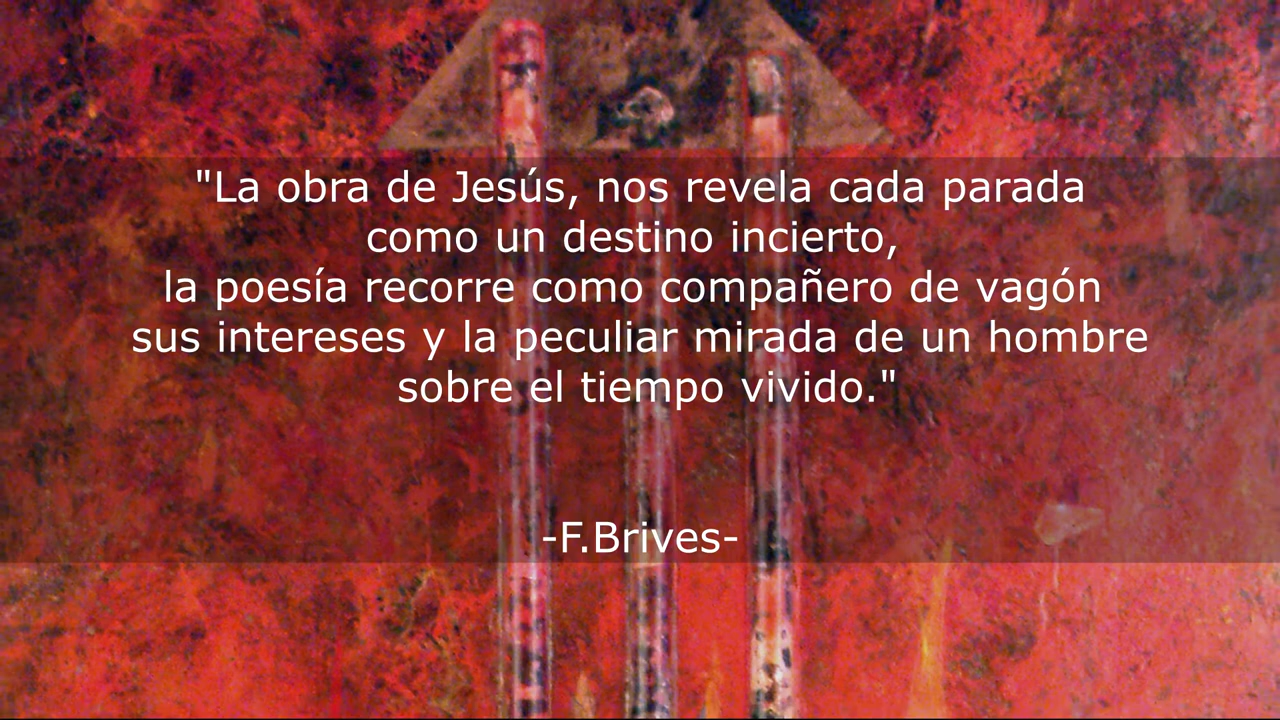 "La obra de Jesús, nos revela cada parada
como un destino incierto,
la poesía recorre como compañero de vagón
sus intereses y la peculiar mirada de un hombre
sobre el tiempo vivido."
-F.Brives-